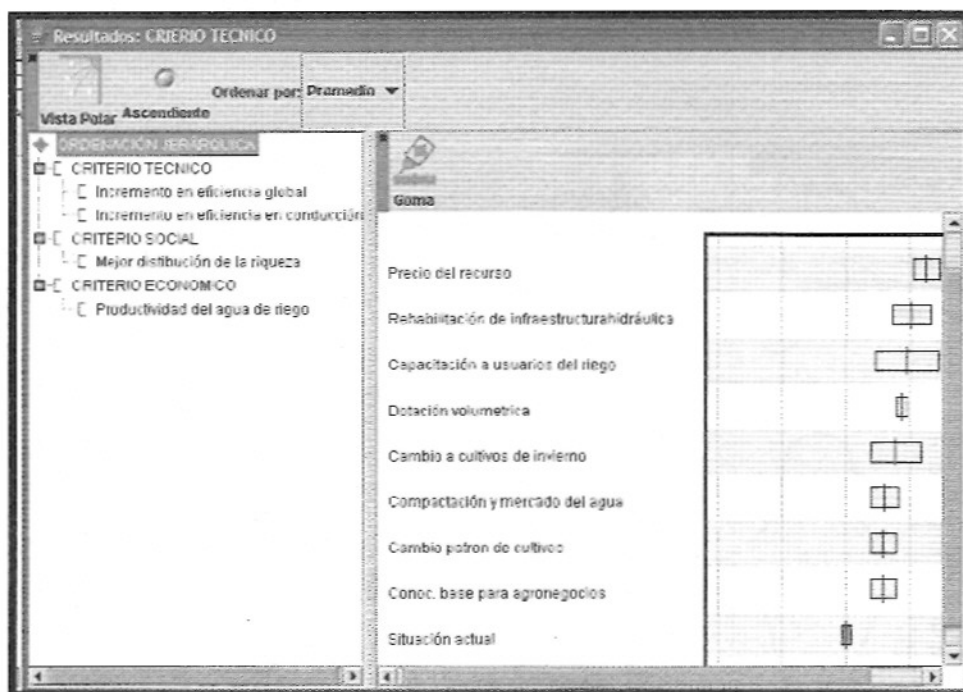 Resultados: CRIERIO TECNICO
Vista Polar
Ascendiente
Ordenar por:
Promedio
ORDENACIÓN JERÁRQUICA
CRITERIO TECNICO
Incremento en eficiencia global
Incremento en eficiencia en conducción
CRITERIO SOCIAL
Mejor distibución de la riqueza
CRITERIO ECONOMICO
Productividad del agua de riego
Goma
Precio del recurso
Rehabilitación de infraestructurahidráulica
Capacitación a usuarios del riego
Dotación volumetrica
Cambio a cultivos de invierno
Compactación y mercado del agua
Cambio patron de cultivos
Conoc. base para agronegocios
Situación actual